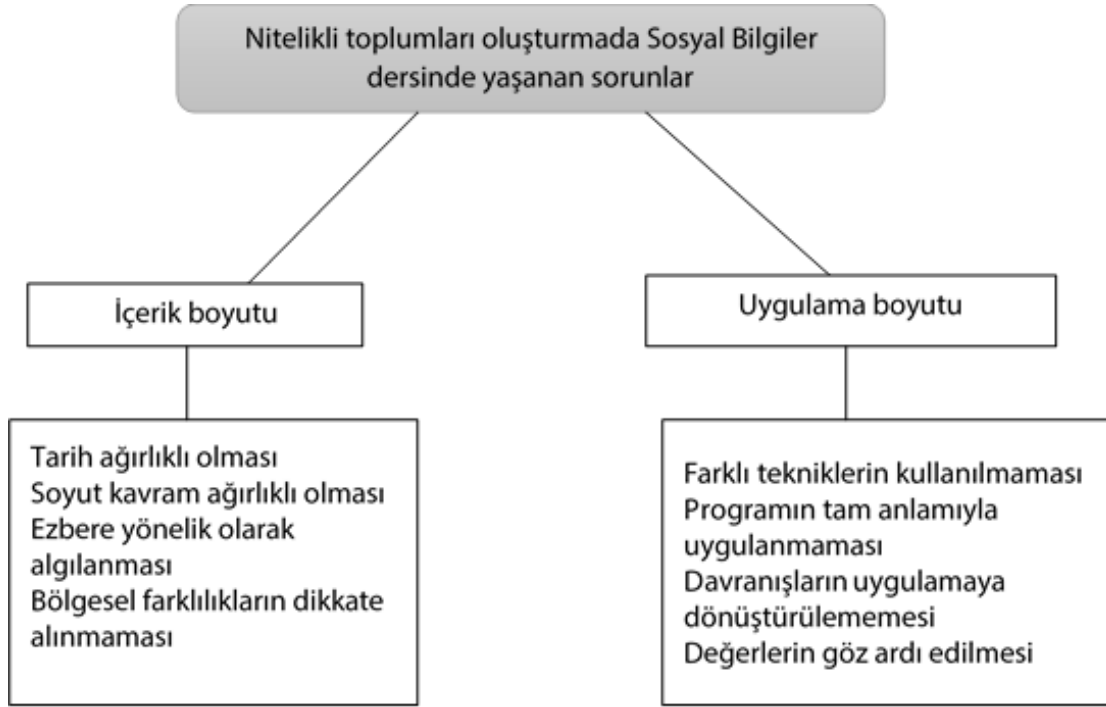 Nitelikli toplumları oluşturmada Sosyal Bilgiler
dersinde yaşanan sorunlar
İçerik boyutu
Uygulama boyutu
Tarih ağırlıklı olması
Soyut kavram ağırlıklı olması
Ezbere yönelik olarak
algılanması
Bölgesel farklılıkların dikkate
alınmaması
Farklı tekniklerin kullanılmaması
Programın tam anlamıyla
uygulanmaması
Davranışların uygulamaya
dönüştürülememesi
Değerlerin göz ardı edilmesi